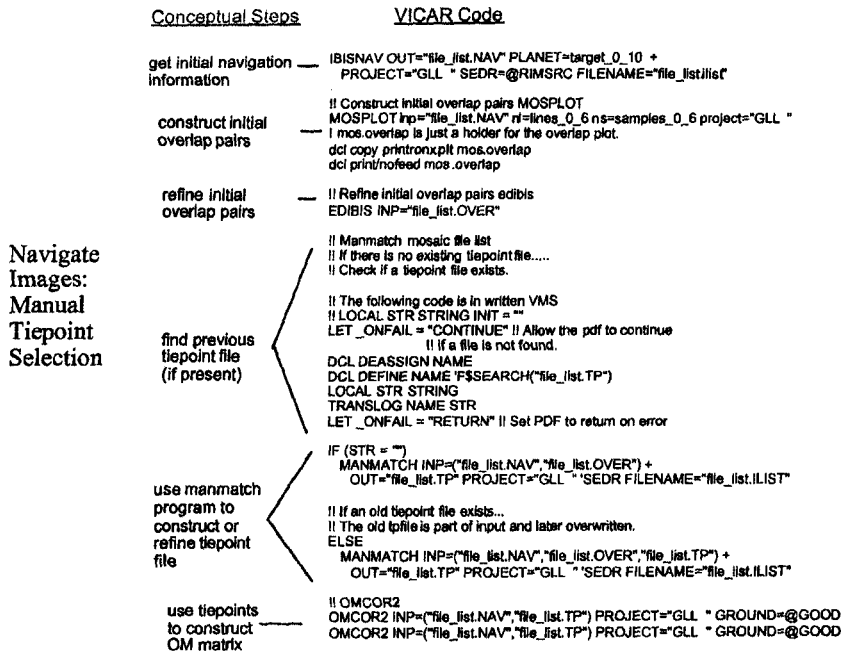 Conceptual Steps
VICAR Code
get initial navigation information
IBISNAV OUT="file_list.NAV" PLANET=target_0_10 +
PROJECT="GLL " SEDR=@RIMSRC FILENAME="file_list.ilist"
construct initial
overlap pairs
!! Construct initial overlap pairs MOSPLOT
MOSPLOT inp="file_list.NAV" nl=lines_0_6 ns=samples_0_6 project="GLL "
! mos.overlap is just a holder for the overlap plot.
dcl copy printronx.plt mos.overlap
dcl print/nofeed mos.overlap
refine initial
overlap pairs
!! Refine initial overlap pairs edibis
EDIBIS INP="file_list.OVER"
Navigate
Images:
Manual
Tiepoint
Selection
find previous
tiepoint file
(if present)
!! Manmatch mosaic file list
!! If there is no existing tiepoint file.....
!! Check if a tiepoint file exists.
!! The following code is in written VMS
!! LOCAL STR STRING INIT = ""
LET _ONFAIL = "CONTINUE" !! Allow the pdf to continue
!! if a file is not found.
DCL DEASSIGN NAME
DCL DEFINE NAME 'F$SEARCH("file_list.TP")
LOCAL STR STRING
TRANSLOG NAME STR
LET _ONFAIL = "RETURN" !! Set PDF to return on error
use manmatch
program to
construct or
refine tiepoint
file
IF (STR = "")
MANMATCH INP=("file_list.NAV","file_list.OVER") +
OUT="file_list.TP" PROJECT="GLL " 'SEDR FILENAME="file_list.ILIST"
!! If an old tiepoint file exists...
!! The old tpfile is part of input and later overwritten.
ELSE
MANMATCH INP=("file_list.NAV","file_list.OVER","file_list.TP") +
OUT="file_list.TP" PROJECT="GLL " 'SEDR FILENAME="file_list.ILIST"
use tiepoints
to construct
OM matrix
!! OMCOR2
OMCOR2 INP=("file_list.NAV","file_list.TP") PROJECT="GLL " GROUND=@GOOD
OMCOR2 INP=("file_list.NAV","file_list.TP") PROJECT="GLL " GROUND=@GOOD